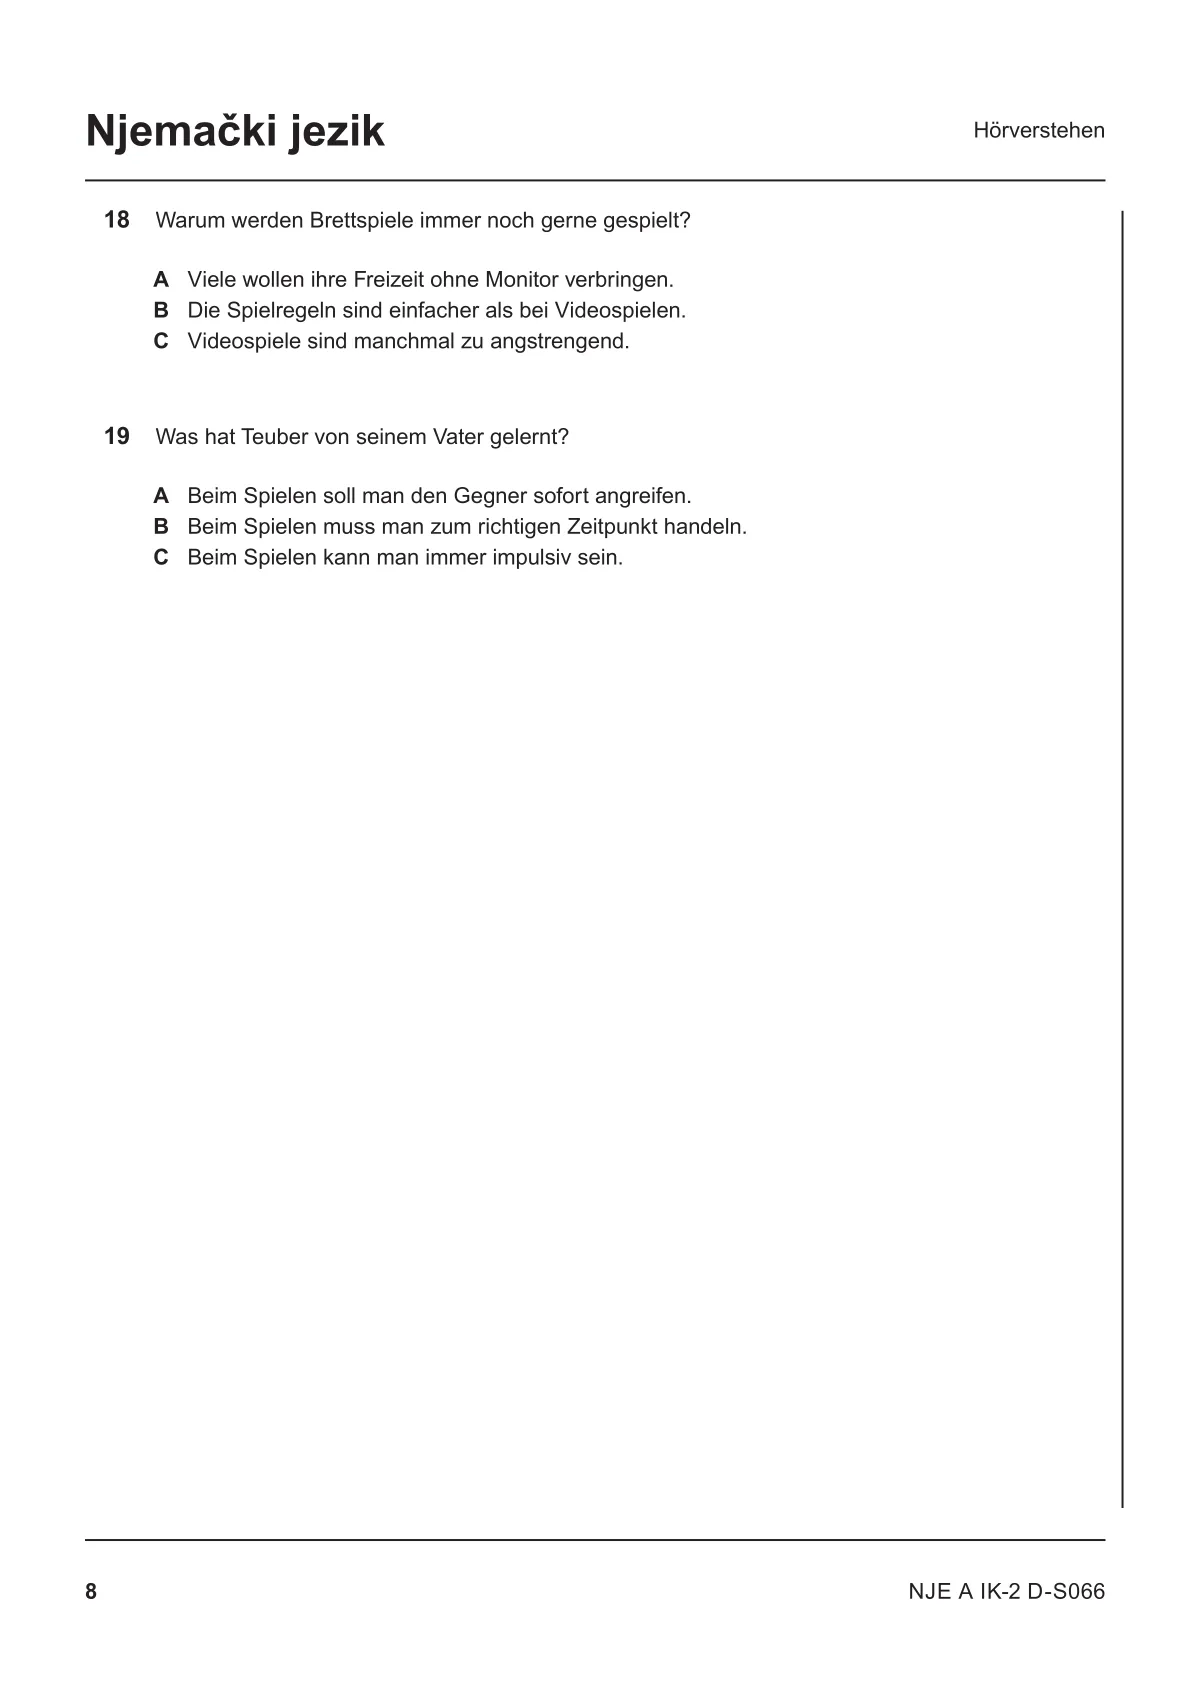 Njemački jezik
Hörverstehen
18 Warum werden Brettspiele immer noch gerne gespielt?
A Viele wollen ihre Freizeit ohne Monitor verbringen.
B Die Spielregeln sind einfacher als bei Videospielen.
C Videospiele sind manchmal zu angstrengend.
19 Was hat Teuber von seinem Vater gelernt?
A Beim Spielen soll man den Gegner sofort angreifen.
B Beim Spielen muss man zum richtigen Zeitpunkt handeln.
C Beim Spielen kann man immer impulsiv sein.
8
NJE A IK-2 D-S066